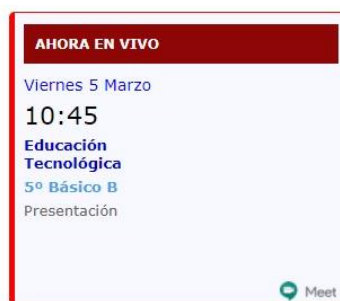 AHORA EN VIVO
Viernes 5 Marzo
10:45
Educación
Tecnológica
5º Básico B
Presentación
Meet